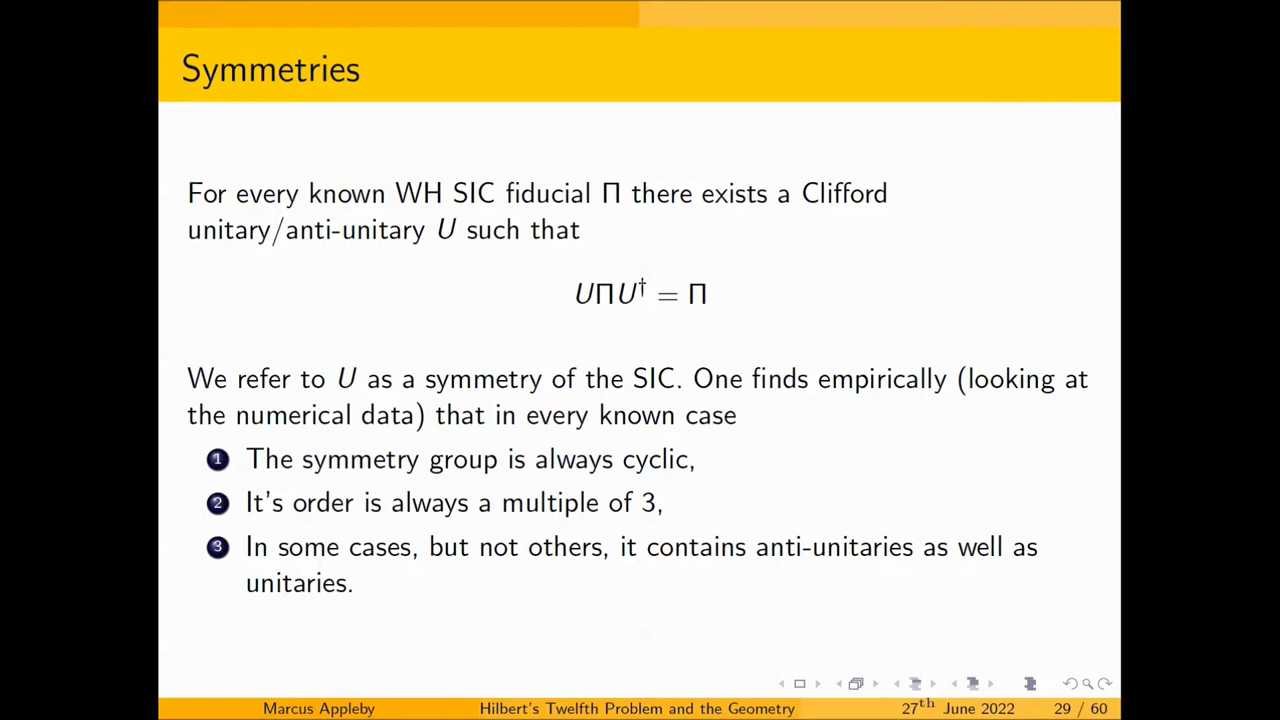 Symmetries
For every known WH SIC fiducial Π there exists a Clifford
unitary/anti-unitary U such that
UΠU† = Π
We refer to U as a symmetry of the SIC. One finds empirically (looking at
the numerical data) that in every known case
1 The symmetry group is always cyclic,
2 It's order is always a multiple of 3,
3 In some cases, but not others, it contains anti-unitaries as well as
unitaries.
Marcus Appleby Hilbert's Twelfth Problem and the Geometry 27th June 2022 29 / 60